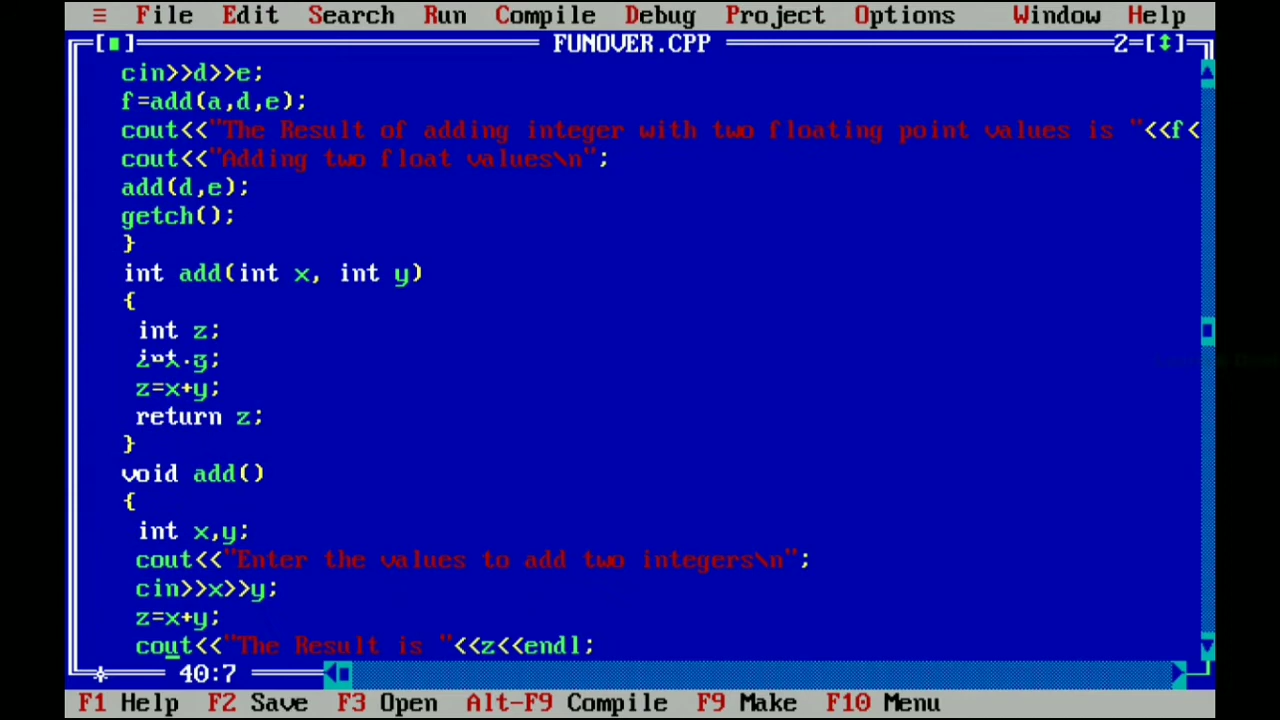 ≡ File Edit Search Run Compile Debug Project Options Window Help
[■] FUNOVER.CPP 2=[↕]
cin>>d>>e;
f=add(a,d,e);
cout<<"The Result of adding integer with two floating point values is "<<f<
cout<<"Adding two float values\n";
add(d,e);
getch();
}
int add(int x, int y)
{
int z;
z=x+y;
return z;
}
void add()
{
int x,y;
cout<<"Enter the values to add two integers\n";
cin>>x>>y;
z=x+y;
cout<<"The Result is "<<z<<endl;
40:7
F1 Help F2 Save F3 Open Alt-F9 Compile F9 Make F10 Menu